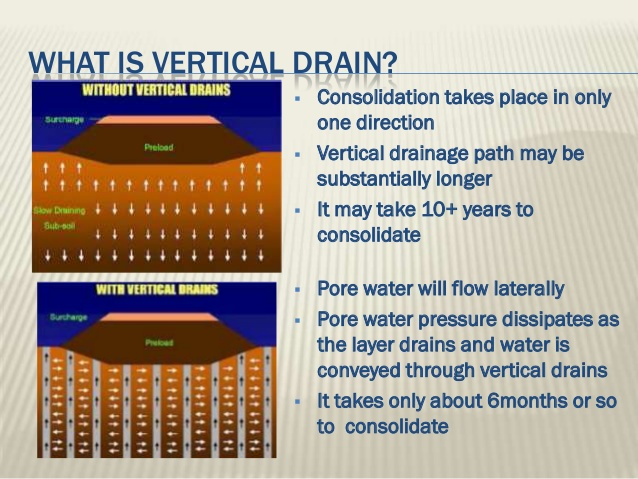 WHAT IS VERTICAL DRAIN?
WITHOUT VERTICAL DRAINS
Surcharge
Preload
Slow Draining
Sub-soil
▪ Consolidation takes place in only
one direction
▪ Vertical drainage path may be
substantially longer
▪ It may take 10+ years to
consolidate
WITH VERTICAL DRAINS
Surcharge
Preload
▪ Pore water will flow laterally
▪ Pore water pressure dissipates as
the layer drains and water is
conveyed through vertical drains
▪ It takes only about 6months or so
to consolidate